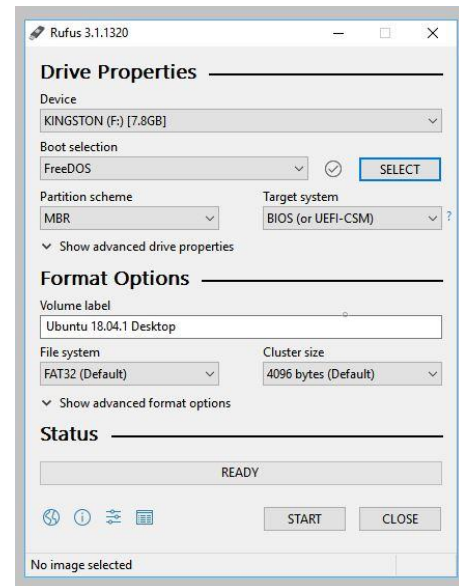 Rufus 3.1.1320
Drive Properties
Device
KINGSTON (F:) [7.8GB]
Boot selection
FreeDOS
SELECT
Partition scheme
Target system
MBR
BIOS (or UEFI-CSM)
?
Show advanced drive properties
Format Options
Volume label
Ubuntu 18.04.1 Desktop
File system
Cluster size
FAT32 (Default)
4096 bytes (Default)
Show advanced format options
Status
READY
START
CLOSE
No image selected